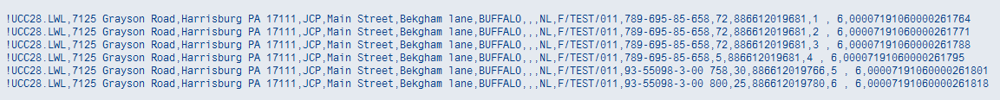 !UCC28.LWL,7125 Grayson Road,Harrisburg PA 17111,JCP,Main Street,Bekgham lane,BUFFALO,,,NL,F/TEST/011,789-695-85-658,72,886612019681,1 , 6,00007191060000261764
!UCC28.LWL,7125 Grayson Road,Harrisburg PA 17111,JCP,Main Street,Bekgham lane,BUFFALO,,,NL,F/TEST/011,789-695-85-658,72,886612019681,2 , 6,00007191060000261771
!UCC28.LWL,7125 Grayson Road,Harrisburg PA 17111,JCP,Main Street,Bekgham lane,BUFFALO,,,NL,F/TEST/011,789-695-85-658,72,886612019681,3 , 6,00007191060000261788
!UCC28.LWL,7125 Grayson Road,Harrisburg PA 17111,JCP,Main Street,Bekgham lane,BUFFALO,,,NL,F/TEST/011,789-695-85-658,5,886612019681,4 , 6,00007191060000261795
!UCC28.LWL,7125 Grayson Road,Harrisburg PA 17111,JCP,Main Street,Bekgham lane,BUFFALO,,,NL,F/TEST/011,93-55098-3-00 758,30,886612019766,5 , 6,00007191060000261801
!UCC28.LWL,7125 Grayson Road,Harrisburg PA 17111,JCP,Main Street,Bekgham lane,BUFFALO,,,NL,F/TEST/011,93-55098-3-00 800,25,886612019780,6 , 6,00007191060000261818